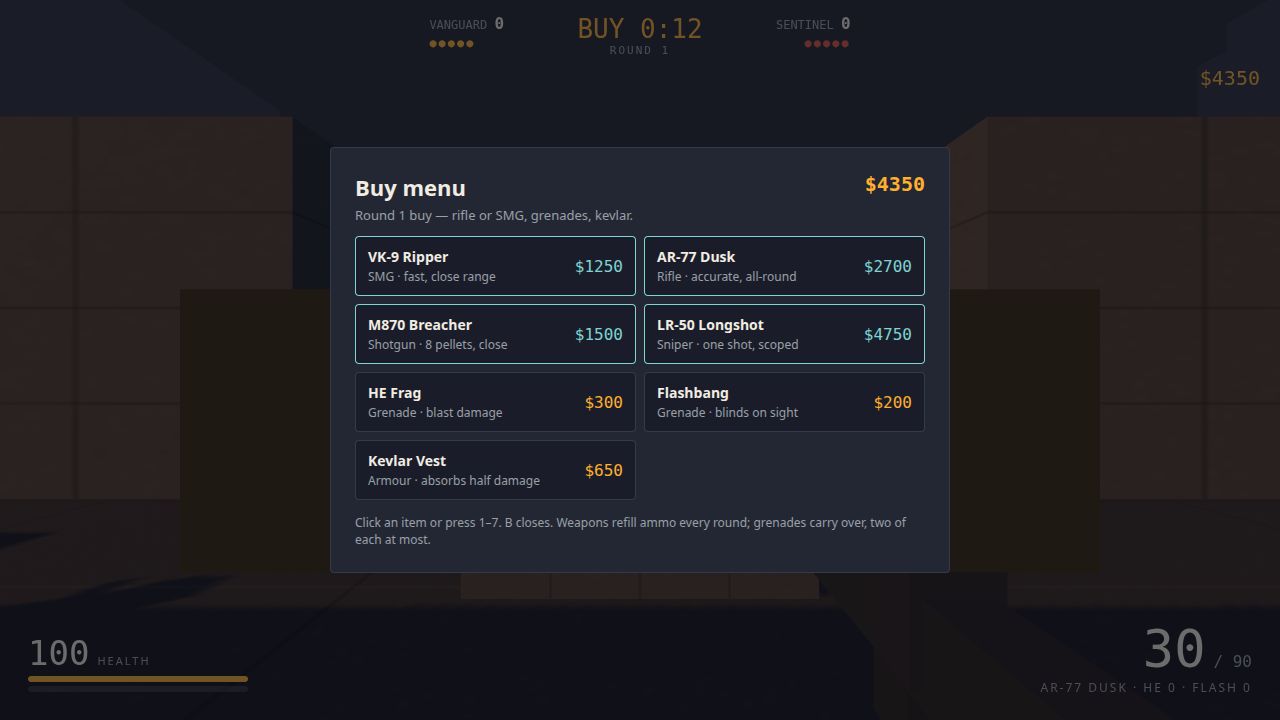 VANGUARD 0
BUY 0:12
SENTINEL 0
ROUND 1
$4350
Buy menu
$4350
Round 1 buy — rifle or SMG, grenades, kevlar.
VK-9 Ripper
SMG · fast, close range
$1250
AR-77 Dusk
Rifle · accurate, all-round
$2700
M870 Breacher
Shotgun · 8 pellets, close
$1500
LR-50 Longshot
Sniper · one shot, scoped
$4750
HE Frag
Grenade · blast damage
$300
Flashbang
Grenade · blinds on sight
$200
Kevlar Vest
Armour · absorbs half damage
$650
Click an item or press 1–7. B closes. Weapons refill ammo every round; grenades carry over, two of
each at most.
100 HEALTH
30 / 90
AR-77 DUSK · HE 0 · FLASH 0